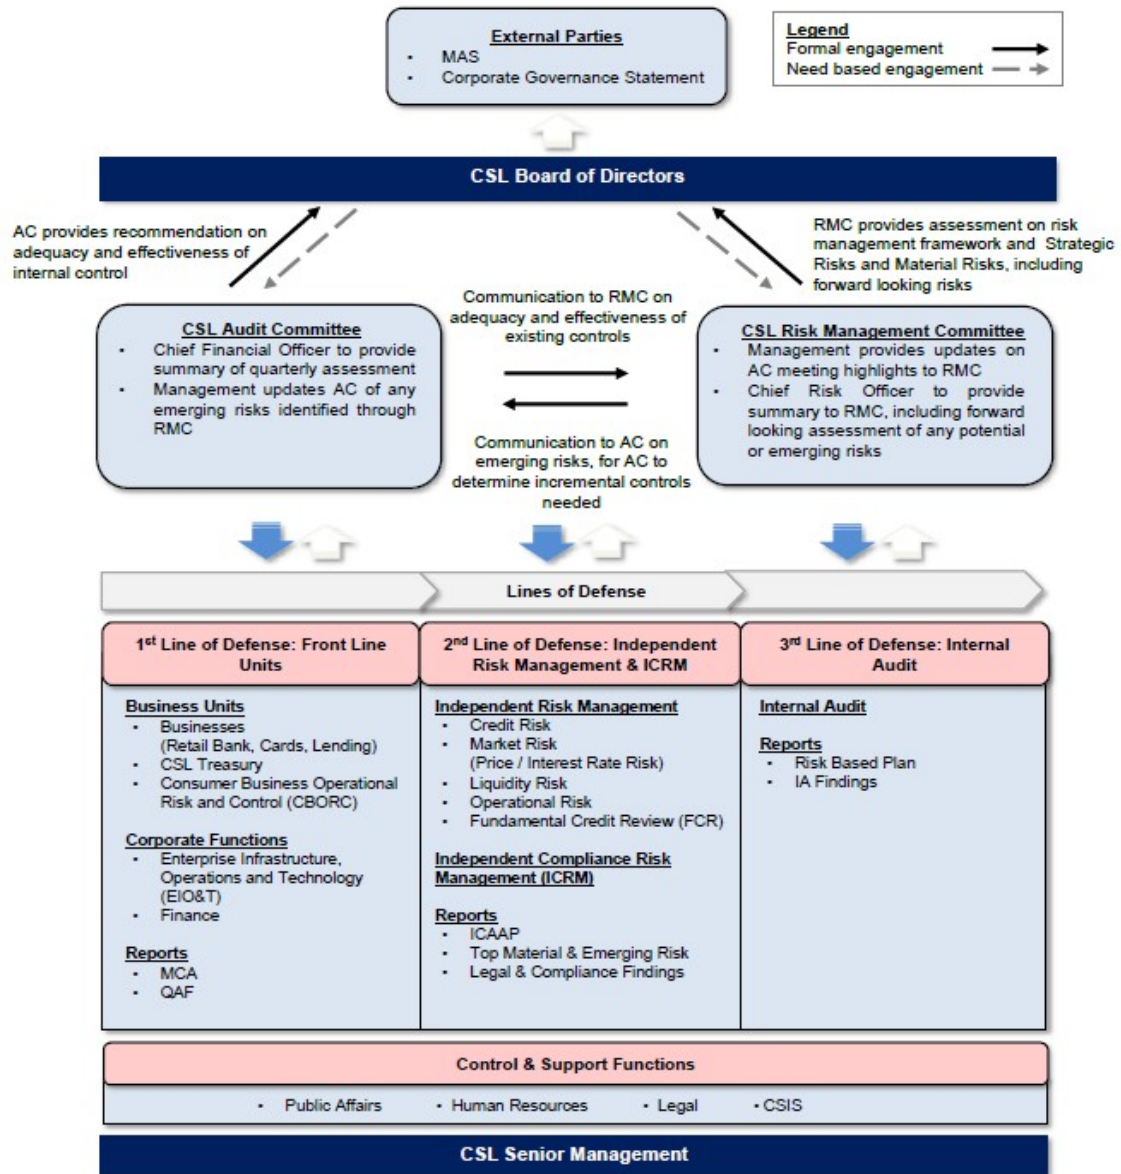 External Parties
• MAS
• Corporate Governance Statement
Legend
Formal engagement
Need based engagement
CSL Board of Directors
AC provides recommendation on
adequacy and effectiveness of
internal control
RMC provides assessment on risk
management framework and Strategic
Risks and Material Risks, including
forward looking risks
CSL Audit Committee
• Chief Financial Officer to provide
summary of quarterly assessment
• Management updates AC of any
emerging risks identified through
RMC
Communication to RMC on
adequacy and effectiveness of
existing controls
Communication to AC on
emerging risks, for AC to
determine incremental controls
needed
CSL Risk Management Committee
• Management provides updates on
AC meeting highlights to RMC
• Chief Risk Officer to provide
summary to RMC, including forward
looking assessment of any potential
or emerging risks
Lines of Defense
1st Line of Defense: Front Line
Units
Business Units
• Businesses
(Retail Bank, Cards, Lending)
• CSL Treasury
• Consumer Business Operational
Risk and Control (CBORC)
Corporate Functions
• Enterprise Infrastructure,
Operations and Technology
(EIO&T)
• Finance
Reports
• MCA
• QAF
2nd Line of Defense: Independent
Risk Management & ICRM
Independent Risk Management
• Credit Risk
• Market Risk
(Price / Interest Rate Risk)
• Liquidity Risk
• Operational Risk
• Fundamental Credit Review (FCR)
Independent Compliance Risk
Management (ICRM)
Reports
• ICAAP
• Top Material & Emerging Risk
• Legal & Compliance Findings
3rd Line of Defense: Internal
Audit
Internal Audit
Reports
• Risk Based Plan
• IA Findings
Control & Support Functions
• Public Affairs • Human Resources • Legal • CSIS
CSL Senior Management